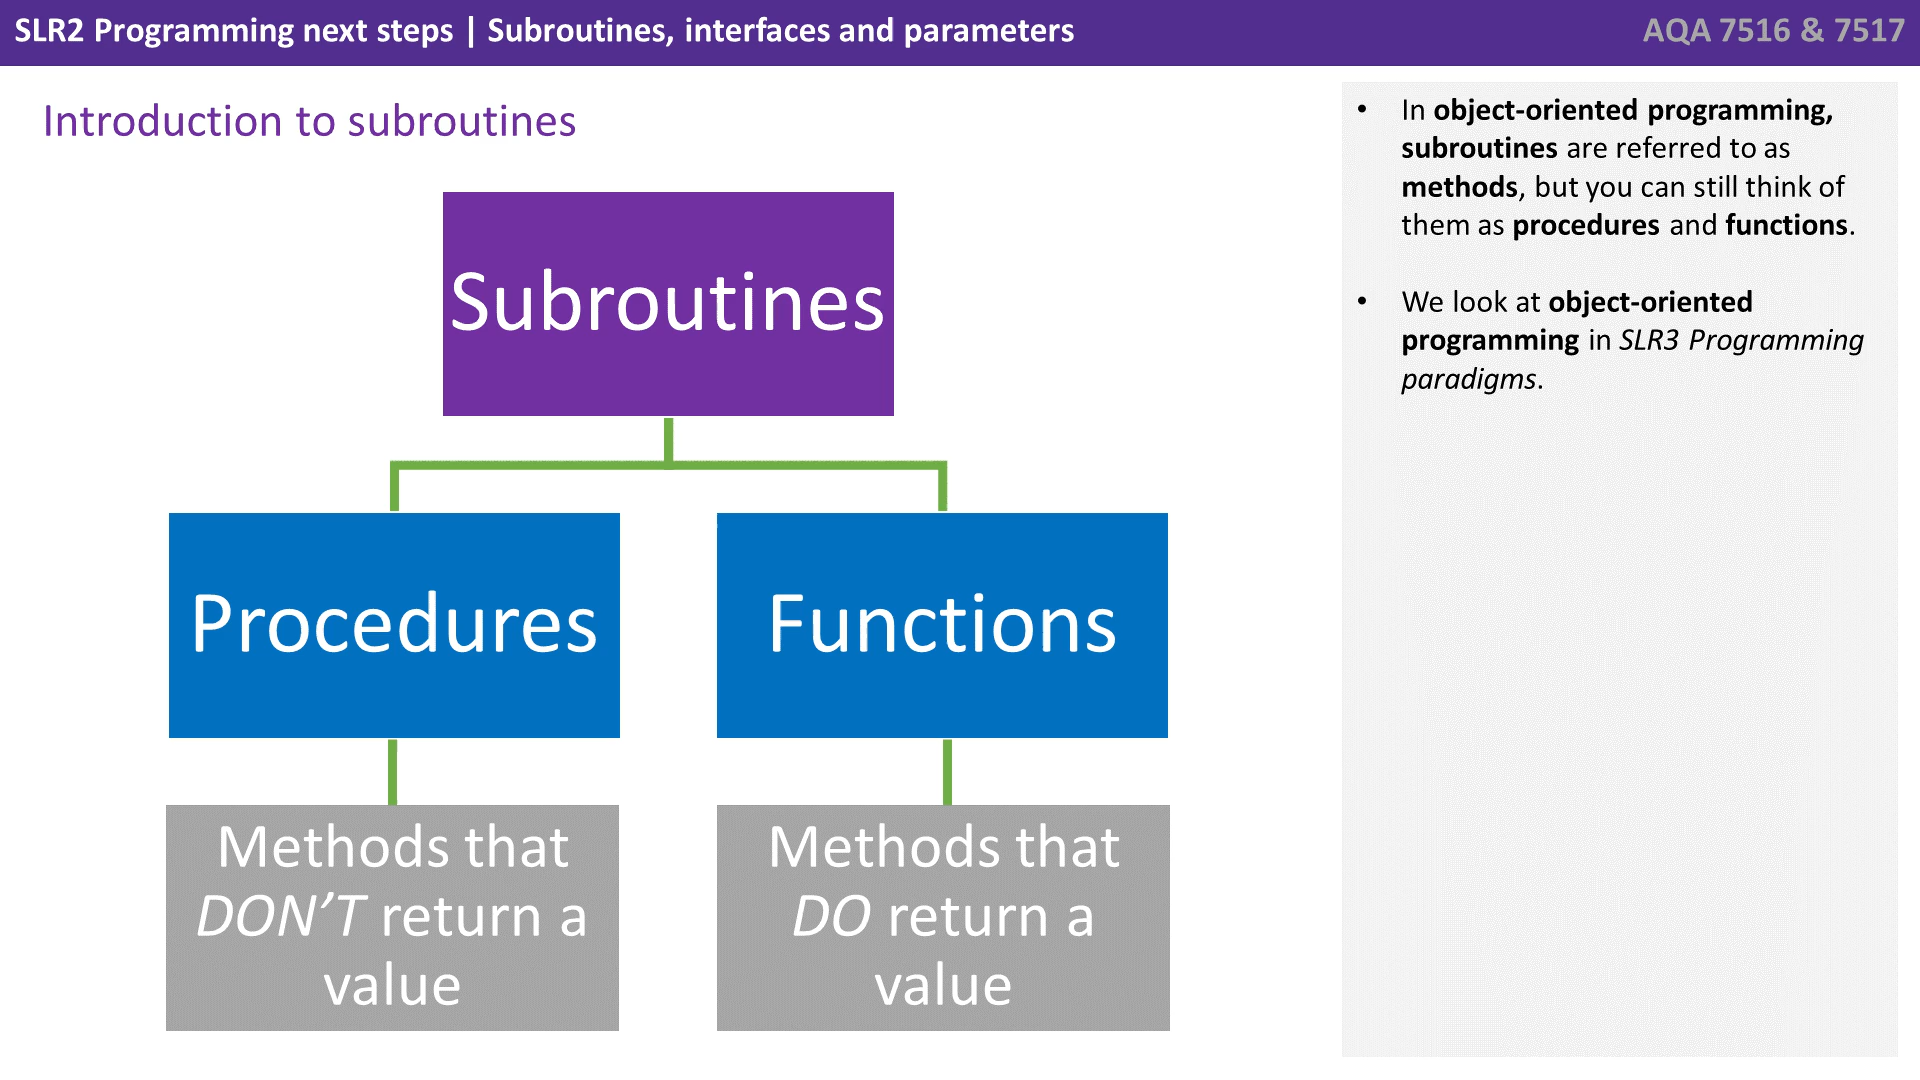 SLR2 Programming next steps | Subroutines, interfaces and parameters
AQA 7516 & 7517
Introduction to subroutines
Subroutines
Procedures
Functions
Methods that
DON’T return a
value
Methods that
DO return a
value
• In object-oriented programming,
subroutines are referred to as
methods, but you can still think of
them as procedures and functions.
• We look at object-oriented
programming in SLR3 Programming
paradigms.